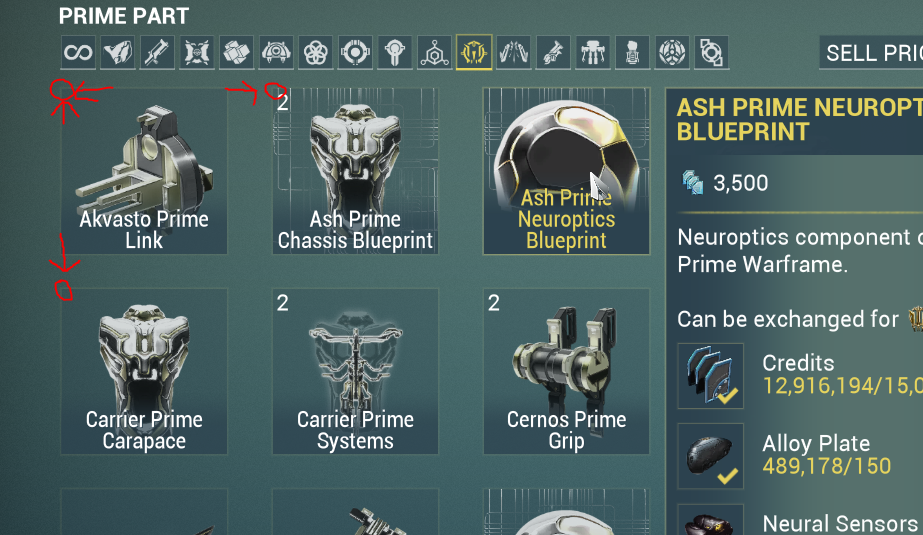 PRIME PART
SELL PRIC
2
Akvasto Prime
Link
Ash Prime
Chassis Blueprint
Ash Prime
Neuroptics
Blueprint
2
2
Carrier Prime
Carapace
Carrier Prime
Systems
Cernos Prime
Grip
ASH PRIME NEUROPT
BLUEPRINT
3,500
Neuroptics component
Prime Warframe.
Can be exchanged for
Credits
12,916,194/15,0
Alloy Plate
489,178/150
Neural Sensors